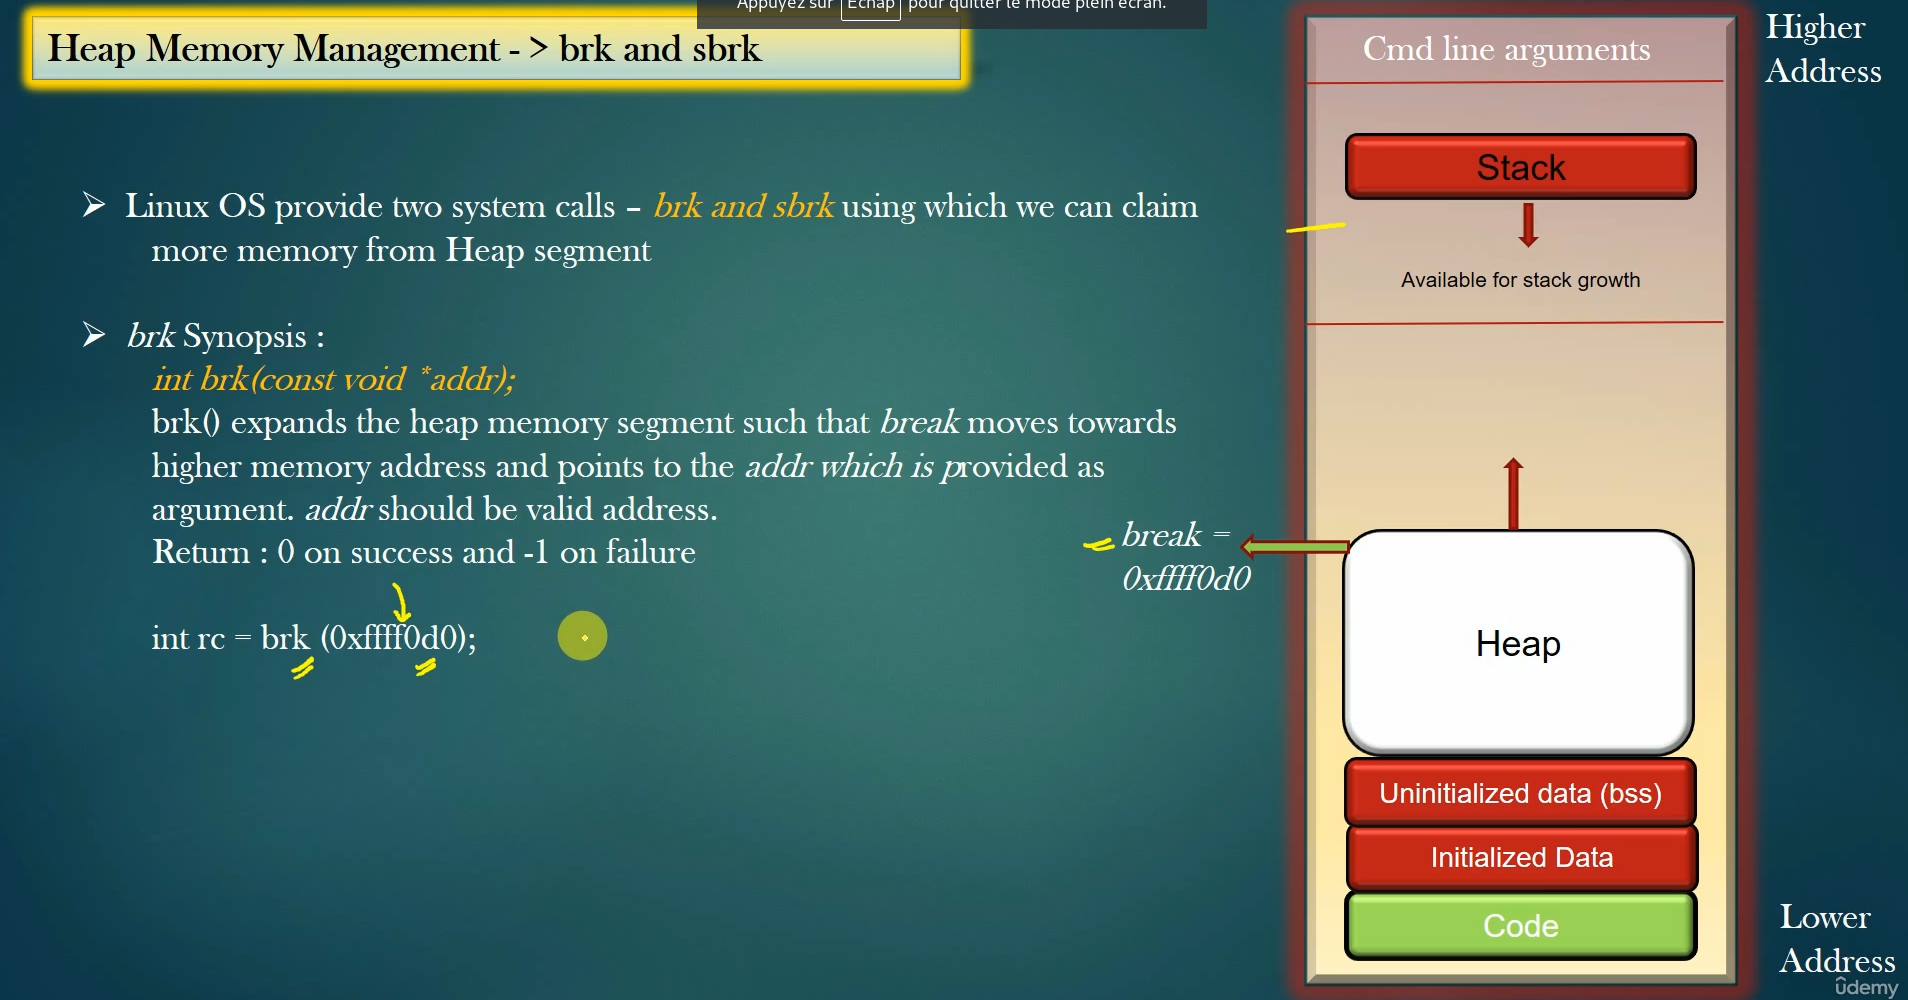 Appuyez sur Échap pour quitter le mode plein écran.
Heap Memory Management - > brk and sbrk
Linux OS provide two system calls – brk and sbrk using which we can claim
more memory from Heap segment
brk Synopsis :
int brk(const void *addr);
brk() expands the heap memory segment such that break moves towards
higher memory address and points to the addr which is provided as
argument. addr should be valid address.
Return : 0 on success and -1 on failure
int rc = brk (0xffff0d0);
break =
0xffff0d0
Cmd line arguments
Stack
Available for stack growth
Heap
Uninitialized data (bss)
Initialized Data
Code
Higher
Address
Lower
Address
ûdemy